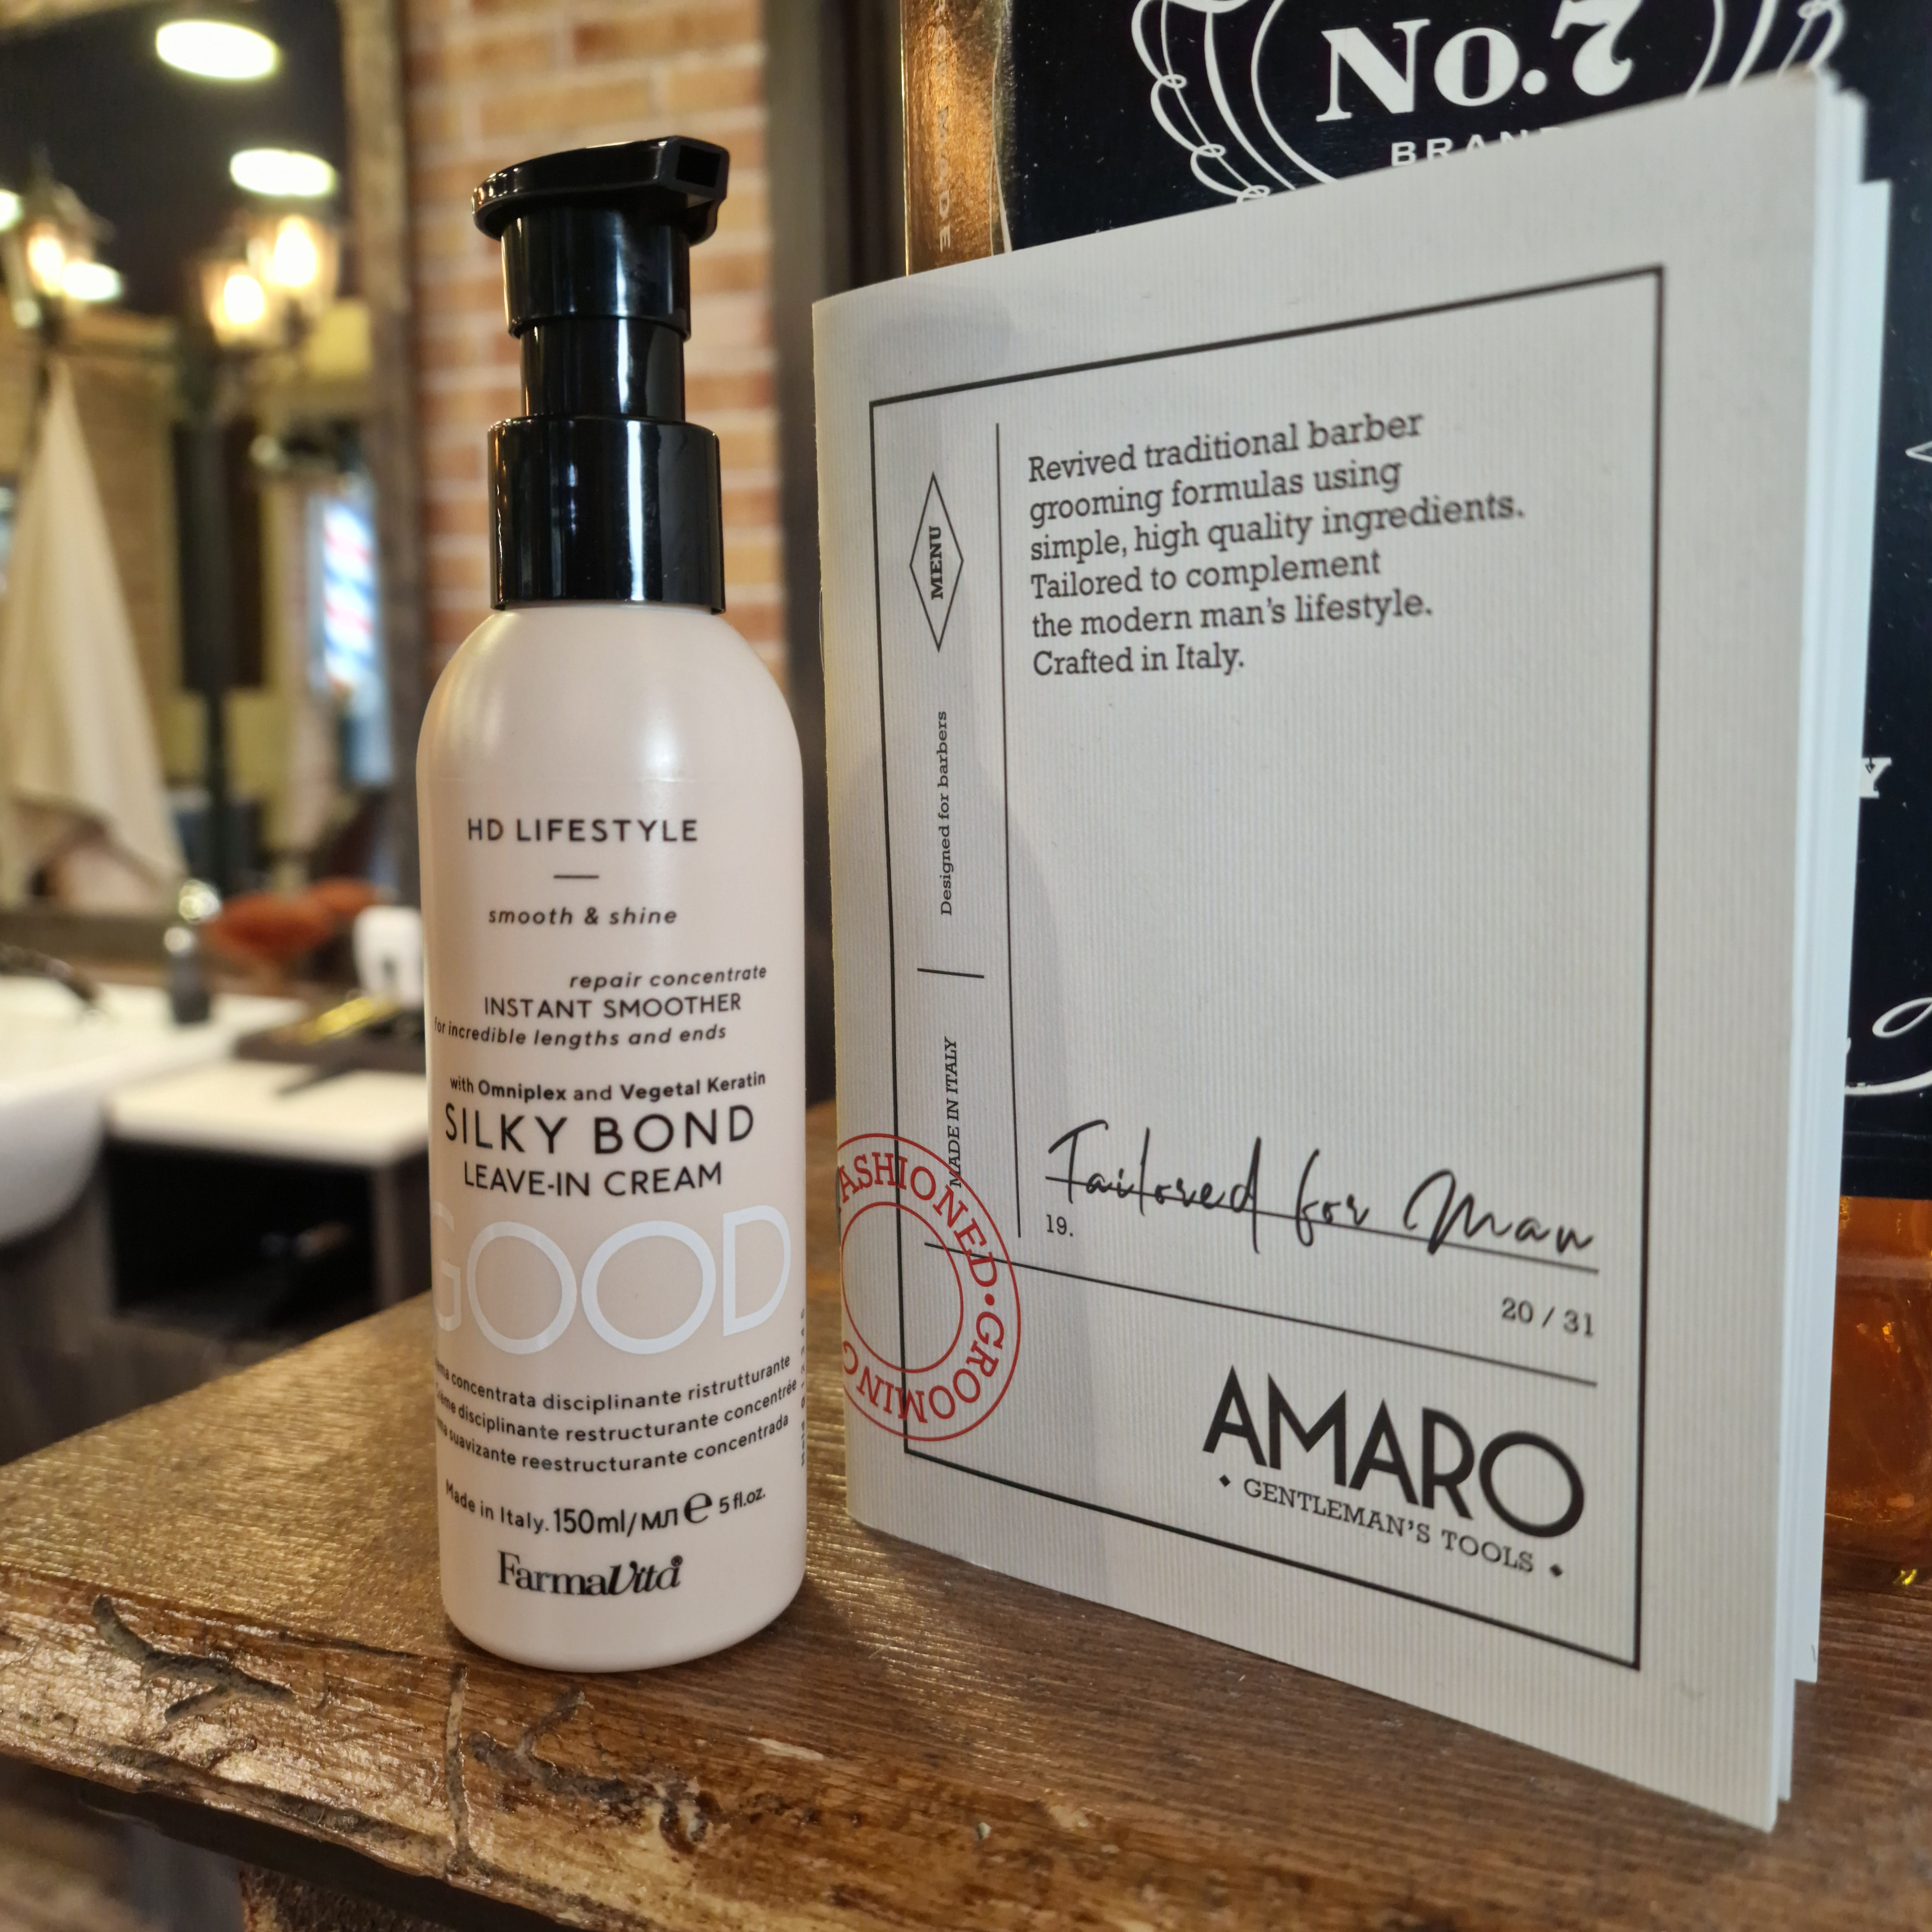 HD LIFESTYLE
smooth & shine
repair concentrate
INSTANT SMOOTHER
for incredible lengths and ends
with Omniplex and Vegetal Keratin
SILKY BOND
LEAVE-IN CREAM
GOOD
concentrata disciplinante ristrutturante
disciplinante restructurante concentrée
suavizante reestructurante concentrada
Made in Italy. 150ml/мл e 5 fl.oz.
FarmaVita®
No.7
BRAND
MENU
Designed for barbers
MADE IN ITALY
Revived traditional barber
grooming formulas using
simple, high quality ingredients.
Tailored to complement
the modern man's lifestyle.
Crafted in Italy.
Tailored for Man
19.
20 / 31
FASHIONED • GROOMING
AMARO
GENTLEMAN'S TOOLS